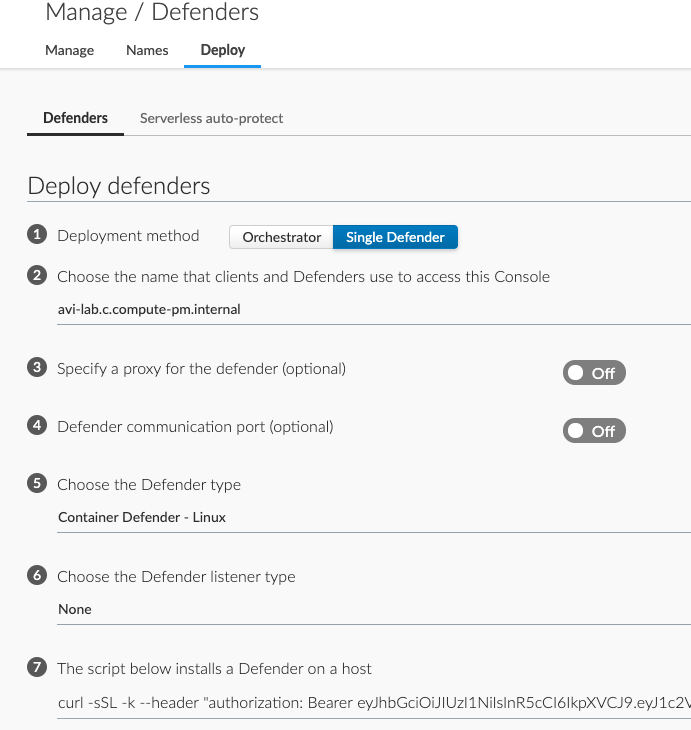 Manage / Defenders
Manage Names Deploy
Defenders Serverless auto-protect
Deploy defenders
1 Deployment method Orchestrator Single Defender
2 Choose the name that clients and Defenders use to access this Console
avi-lab.c.compute-pm.internal
3 Specify a proxy for the defender (optional) Off
4 Defender communication port (optional) Off
5 Choose the Defender type
Container Defender - Linux
6 Choose the Defender listener type
None
7 The script below installs a Defender on a host
curl -sSL -k --header "authorization: Bearer eyJhbGciOiJIUzI1NiIsInR5cCI6IkpXVCJ9.eyJ1c2V